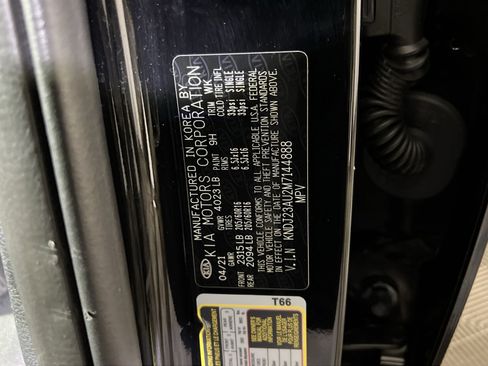 MANUFACTURED IN KOREA BY
KIA KIA MOTORS CORPORATION
04/21 GVWR 4023 LB PAINT 9H
GAWR TIRES RIMS RIM WK COLD TIRE INFL
FRONT 2315 LB 205/60R16 6.5Jx16 33psi SINGLE
REAR 2094 LB 205/60R16 6.5Jx16 33psi SINGLE
THIS VEHICLE CONFORMS TO ALL APPLICABLE U.S.A. FEDERAL
MOTOR VEHICLE SAFETY AND THEFT PREVENTION STANDARDS
IN EFFECT ON THE DATE OF MANUFACTURE SHOWN ABOVE.
V.I.N KNDJ23AU2M7144888
MPV
T66